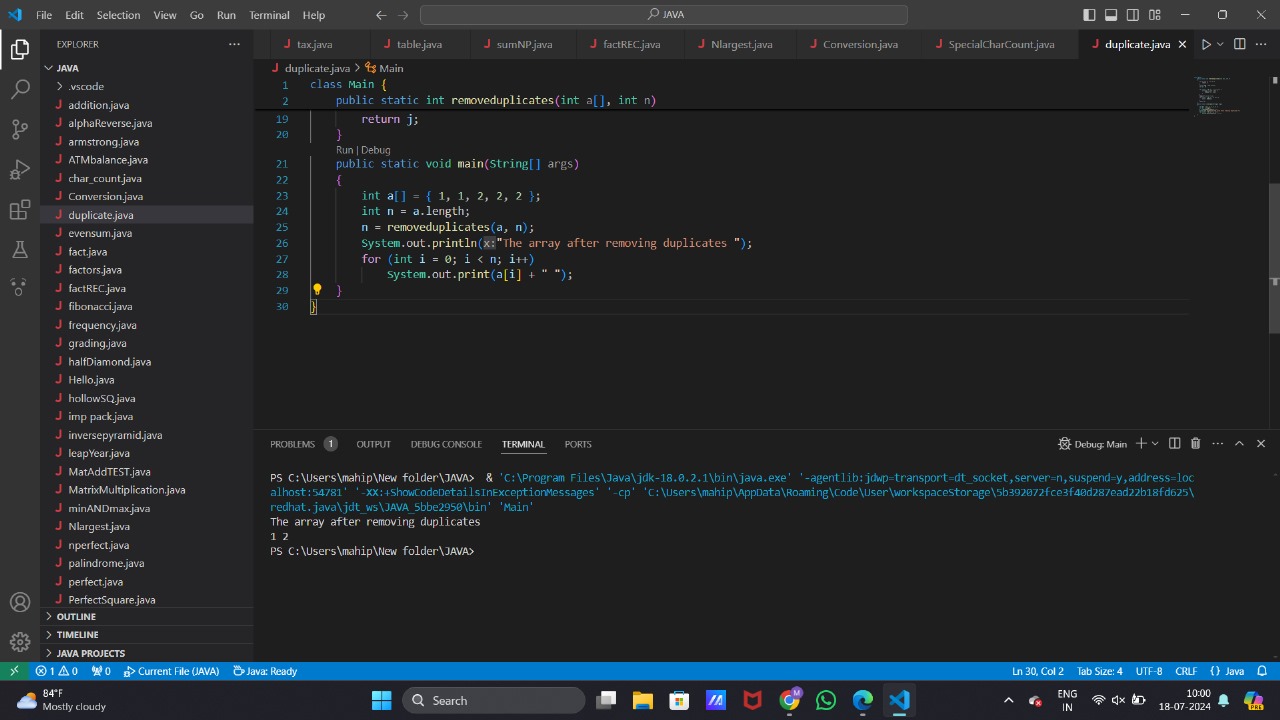 File Edit Selection View Go Run Terminal Help
JAVA
EXPLORER
tax.java table.java sumNP.java factREC.java Nlargest.java Conversion.java SpecialCharCount.java duplicate.java
JAVA
duplicate.java > Main
.vscode
addition.java
alphaReverse.java
armstrong.java
ATMbalance.java
char_count.java
Conversion.java
duplicate.java
evensum.java
fact.java
factors.java
factREC.java
fibonacci.java
frequency.java
grading.java
halfDiamond.java
Hello.java
hollowSQ.java
imp pack.java
inversepyramid.java
leapYear.java
MatAddTEST.java
MatrixMultiplication.java
minANDmax.java
Nlargest.java
nperfect.java
palindrome.java
perfect.java
PerfectSquare.java
OUTLINE
TIMELINE
JAVA PROJECTS
1 class Main {
2 public static int removeduplicates(int a[], int n)
19 return j;
20 }
Run | Debug
21 public static void main(String[] args)
22 {
23 int a[] = { 1, 1, 2, 2, 2 };
24 int n = a.length;
25 n = removeduplicates(a, n);
26 System.out.println(x:"The array after removing duplicates ");
27 for (int i = 0; i < n; i++)
28 System.out.print(a[i] + " ");
29 }
30 }
PROBLEMS 1 OUTPUT DEBUG CONSOLE TERMINAL PORTS
Debug: Main
PS C:\Users\mahip\New folder\JAVA> & 'C:\Program Files\Java\jdk-18.0.2.1\bin\java.exe' '-agentlib:jdwp=transport=dt_socket,server=n,suspend=y,address=loc
alhost:54781' '-XX:+ShowCodeDetailsInExceptionMessages' '-cp' 'C:\Users\mahip\AppData\Roaming\Code\User\workspaceStorage\5b392072fce3f40d287ead22b18fd625\
redhat.java\jdt_ws\JAVA_5bbe2950\bin' 'Main'
The array after removing duplicates
1 2
PS C:\Users\mahip\New folder\JAVA>
1 0 0 Current File (JAVA) Java: Ready
Ln 30, Col 2 Tab Size: 4 UTF-8 CRLF {} Java
84°F
Mostly cloudy
Search
ENG
IN
10:00
18-07-2024